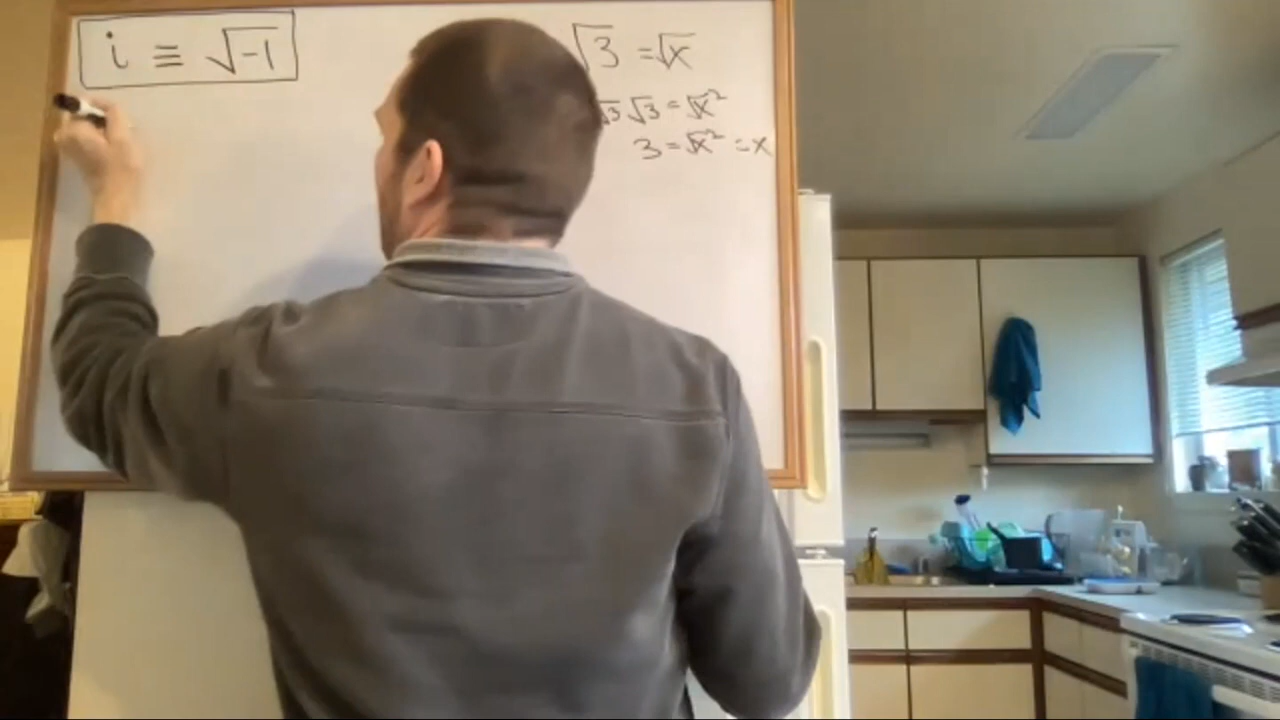 i ≡ √-1
√3 = √x
√3 √3 = √x²
3 = √x² = x